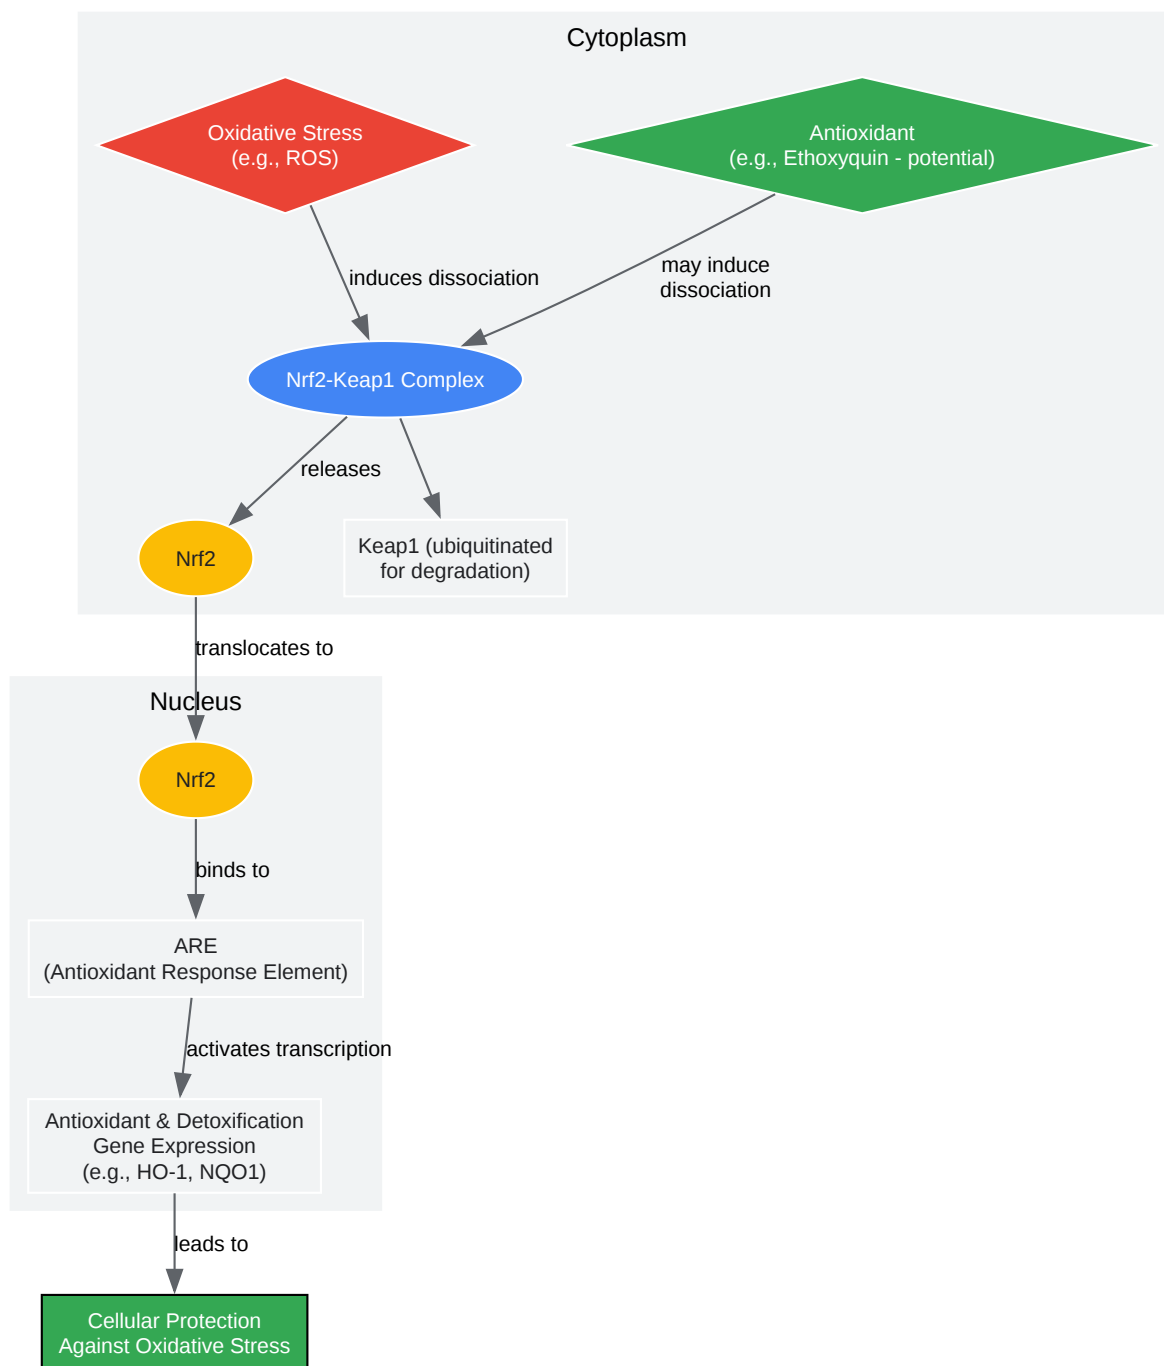 Cytoplasm
Oxidative Stress
(e.g., ROS)
Antioxidant
(e.g., Ethoxyquin - potential)
induces dissociation
may induce
dissociation
Nrf2-Keap1 Complex
releases
Nrf2
Keap1 (ubiquitinated
for degradation)
translocates to
Nucleus
Nrf2
binds to
ARE
(Antioxidant Response Element)
activates transcription
Antioxidant & Detoxification
Gene Expression
(e.g., HO-1, NQO1)
leads to
Cellular Protection
Against Oxidative Stress